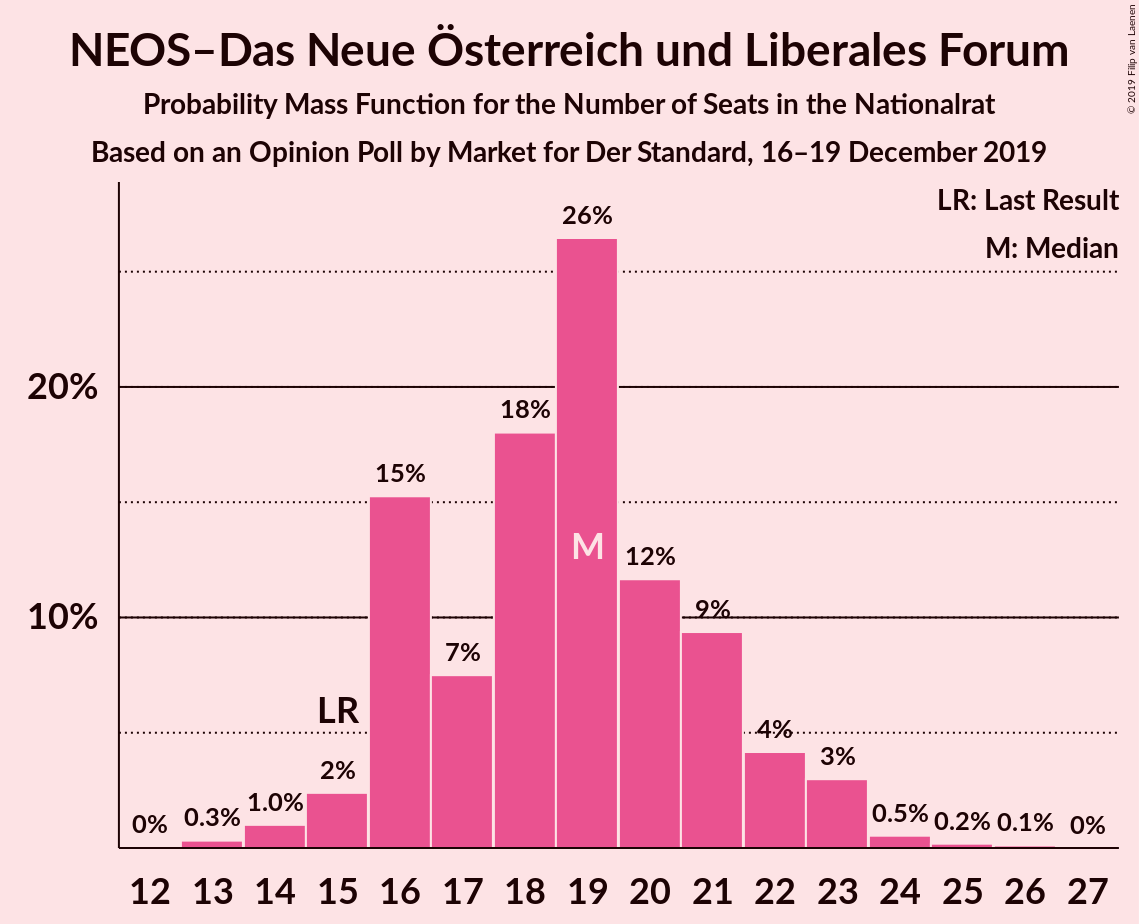 NEOS–Das Neue Österreich und Liberales Forum
Probability Mass Function for the Number of Seats in the Nationalrat
Based on an Opinion Poll by Market for Der Standard, 16–19 December 2019
© 2019 Filip van Laenen
LR: Last Result
M: Median
20%
10%
0%
0.3%
1.0%
2%
LR
15%
7%
18%
26%
M
12%
9%
4%
3%
0.5%
0.2%
0.1%
0%
12 13 14 15 16 17 18 19 20 21 22 23 24 25 26 27